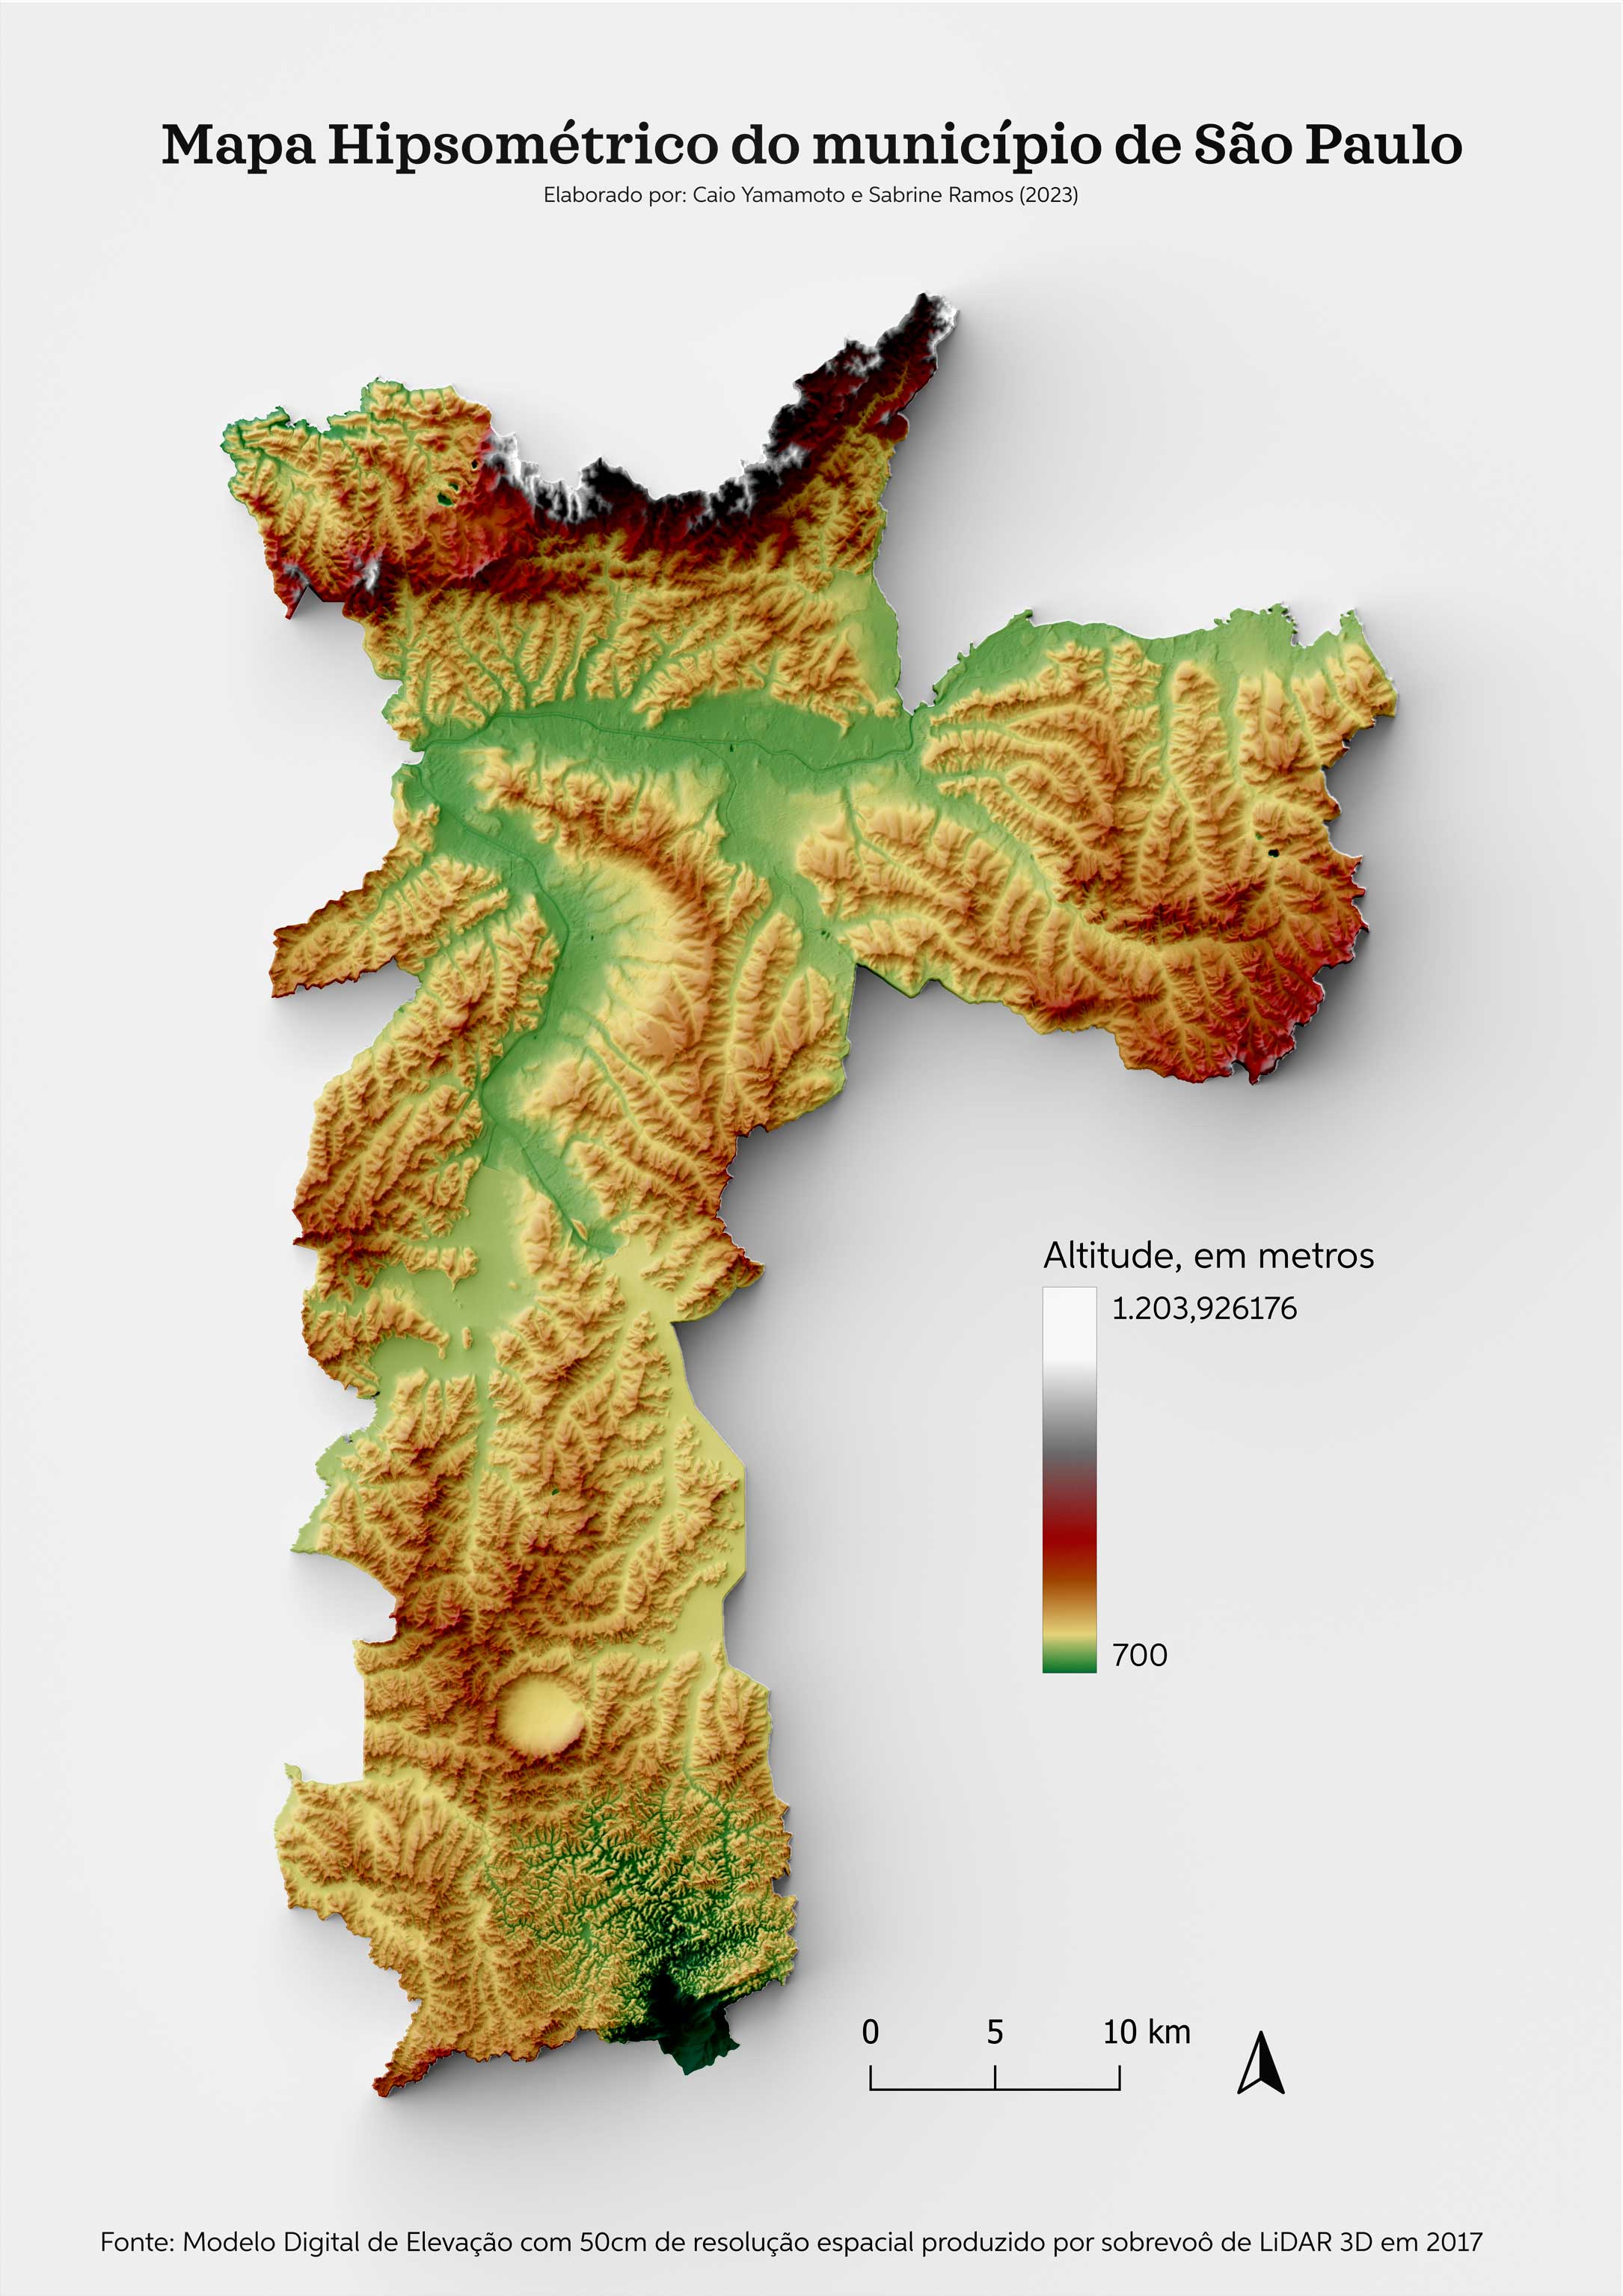 Mapa Hipsométrico do município de São Paulo
Elaborado por: Caio Yamamoto e Sabrine Ramos (2023)
Altitude, em metros
1.203,926176
700
0 5 10 km
Fonte: Modelo Digital de Elevação com 50cm de resolução espacial produzido por sobrevoô de LiDAR 3D em 2017